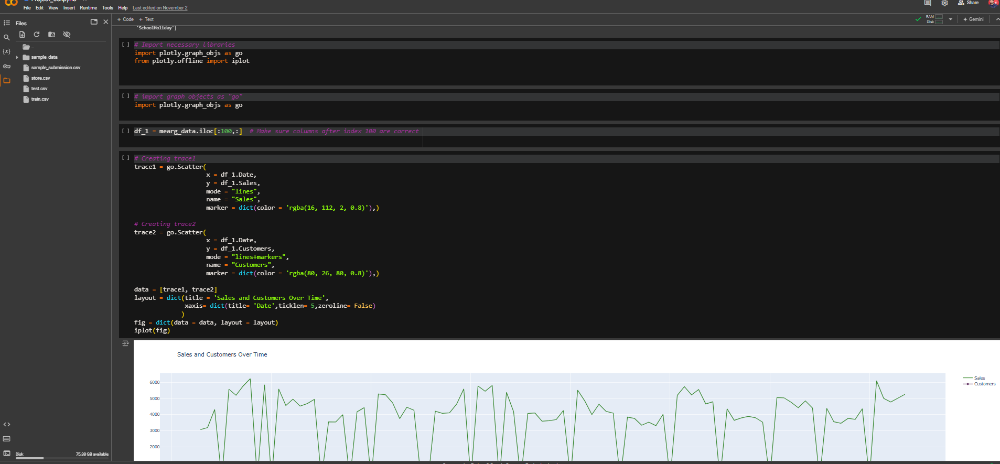 File Edit View Insert Runtime Tools Help Last edited on November 2
Share
Files
+ Code + Text
RAM
Disk
Gemini
..
sample_data
sample_submission.csv
store.csv
test.csv
train.csv
{x}
'SchoolHoliday']
[ ] # Import necessary libraries
import plotly.graph_objs as go
from plotly.offline import iplot
[ ] # import graph objects as "go"
import plotly.graph_objs as go
[ ] df_1 = mearg_data.iloc[:100,:]  # Make sure columns after index 100 are correct
[ ] # Creating trace1
trace1 = go.Scatter(
x = df_1.Date,
y = df_1.Sales,
mode = "lines",
name = "Sales",
marker = dict(color = 'rgba(16, 112, 2, 0.8)'),)
# Creating trace2
trace2 = go.Scatter(
x = df_1.Date,
y = df_1.Customers,
mode = "lines+markers",
name = "Customers",
marker = dict(color = 'rgba(80, 26, 80, 0.8)'),)
data = [trace1, trace2]
layout = dict(title = 'Sales and Customers Over Time',
xaxis= dict(title= 'Date',ticklen= 5,zeroline= False)
)
fig = dict(data = data, layout = layout)
iplot(fig)
Sales and Customers Over Time
6000
5000
4000
3000
2000
Sales
Customers
Disk
75.38 GB available